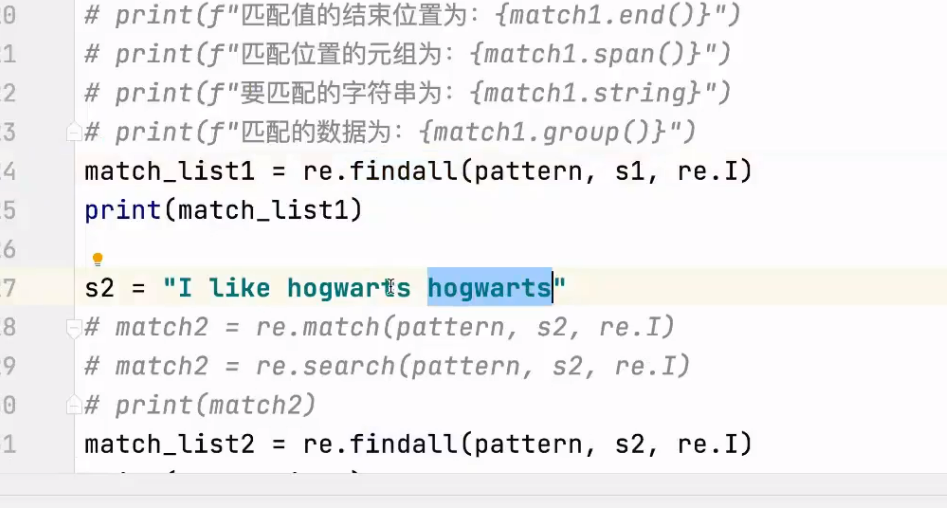 0 # print(f"匹配值的结束位置为：{match1.end()}")
1 # print(f"匹配位置的元组为：{match1.span()}")
2 # print(f"要匹配的字符串为：{match1.string}")
3 # print(f"匹配的数据为：{match1.group()}")
4 match_list1 = re.findall(pattern, s1, re.I)
5 print(match_list1)
6
7 s2 = "I like hogwarts hogwarts"
8 # match2 = re.match(pattern, s2, re.I)
9 # match2 = re.search(pattern, s2, re.I)
0 # print(match2)
1 match_list2 = re.findall(pattern, s2, re.I)